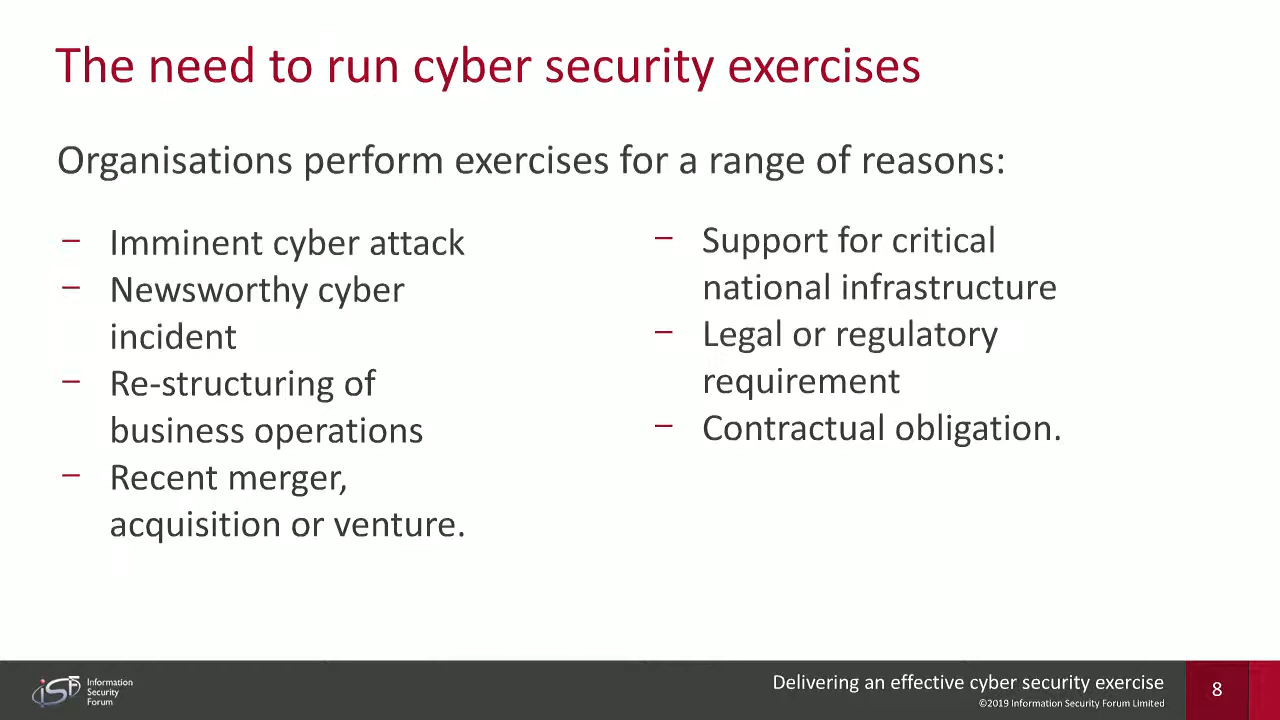 The need to run cyber security exercises
Organisations perform exercises for a range of reasons:
– Imminent cyber attack
– Newsworthy cyber
incident
– Re-structuring of
business operations
– Recent merger,
acquisition or venture.
– Support for critical
national infrastructure
– Legal or regulatory
requirement
– Contractual obligation.
iSF
Information
Security
Forum
Delivering an effective cyber security exercise
©2019 Information Security Forum Limited
8